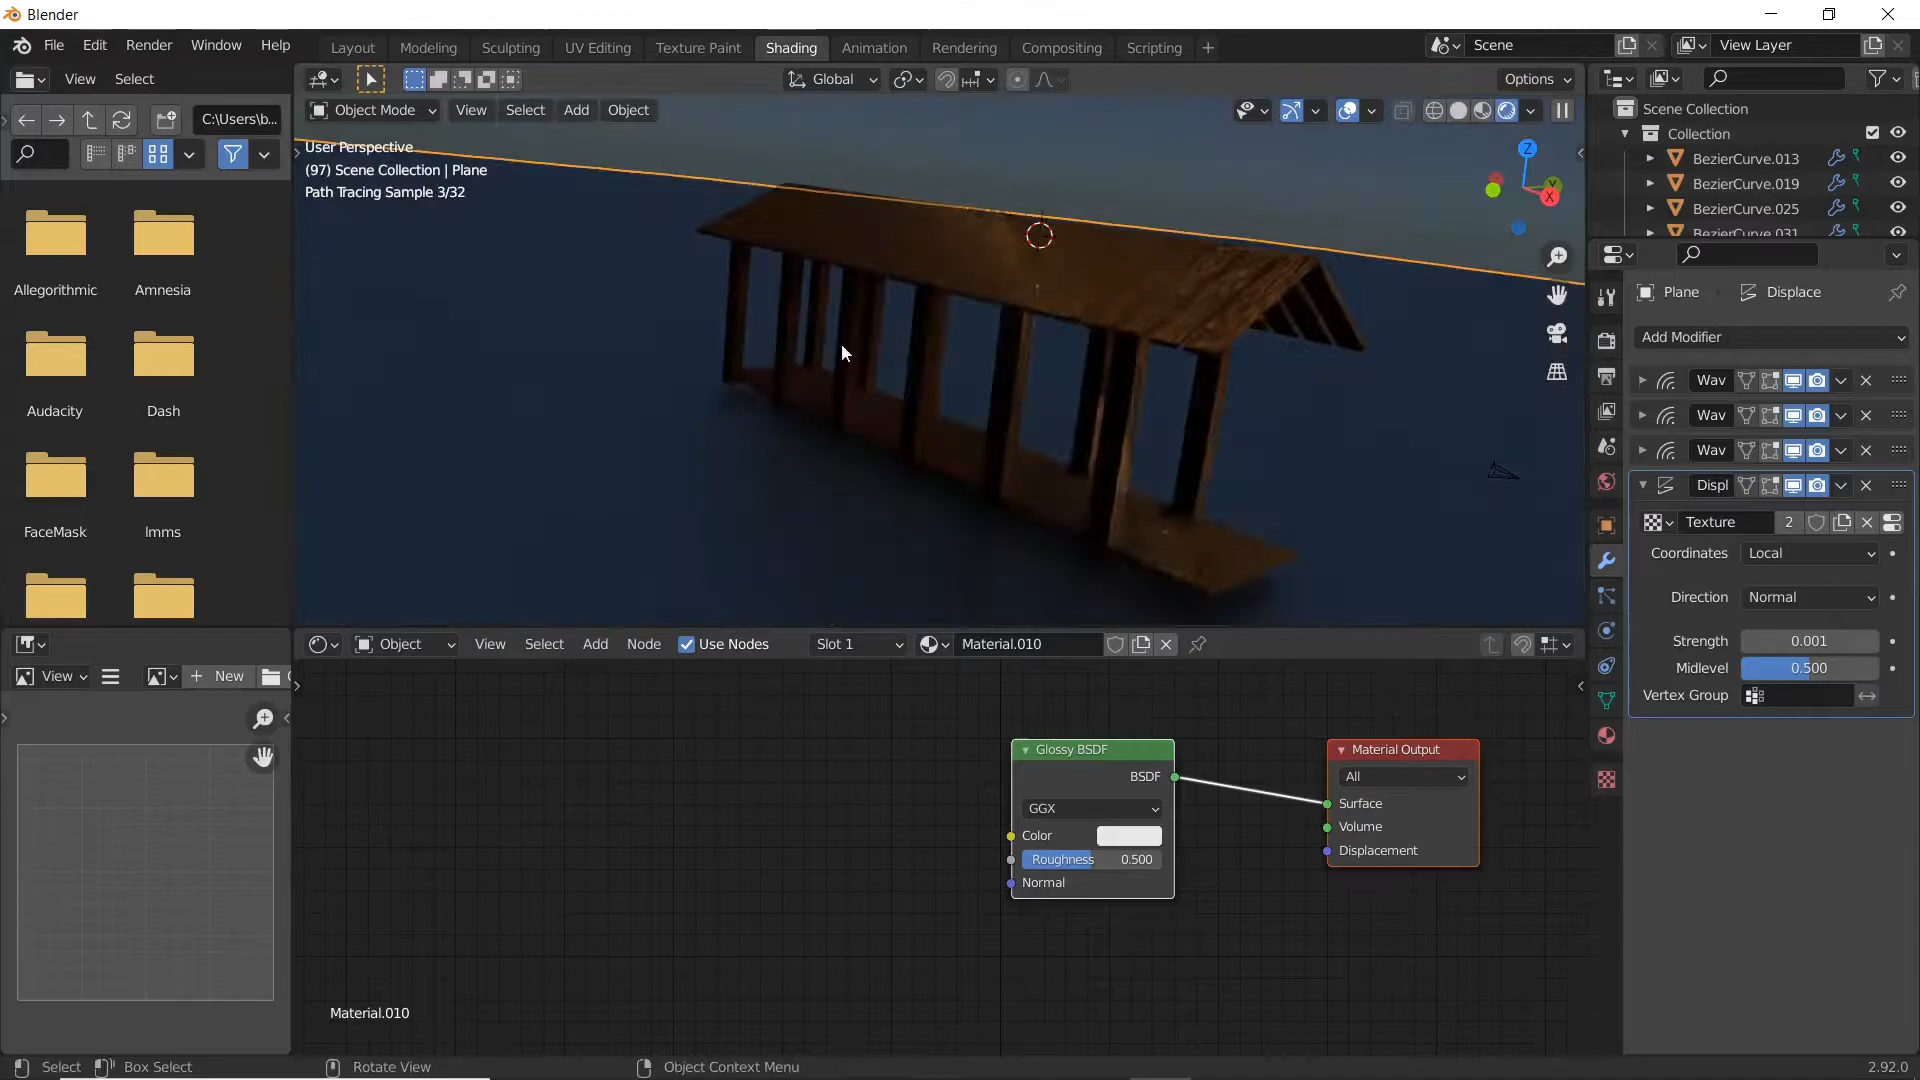 Blender
File Edit Render Window Help
Layout Modeling Sculpting UV Editing Texture Paint Shading Animation Rendering Compositing Scripting
Scene
View Layer
View Select
Global
Options
C:\Users\b...
Object Mode View Select Add Object
User Perspective
(97) Scene Collection | Plane
Path Tracing Sample 3/32
Z
Y
X
Scene Collection
Collection
BezierCurve.013
BezierCurve.019
BezierCurve.025
BezierCurve.031
Plane Displace
Add Modifier
Wav
Wav
Wav
Displ
Texture 2
Coordinates Local
Direction Normal
Strength 0.001
Midlevel 0.500
Vertex Group
Allegorithmic Amnesia
Audacity Dash
FaceMask lmms
View New
Object View Select Add Node Use Nodes Slot 1 Material.010
Glossy BSDF
BSDF
GGX
Color
Roughness 0.500
Normal
Material Output
All
Surface
Volume
Displacement
Material.010
Select Box Select Rotate View Object Context Menu 2.92.0